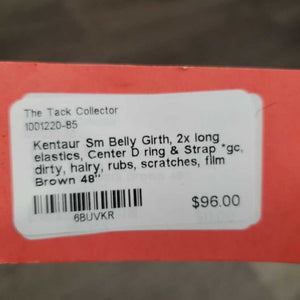 The Tack Collector
1001220-85
Kentaur Sm Belly Girth, 2x long
elastics, Center D ring & Strap *gc,
dirty, hairy, rubs, scratches, film
Brown 48"
6BUVKR
$96.00